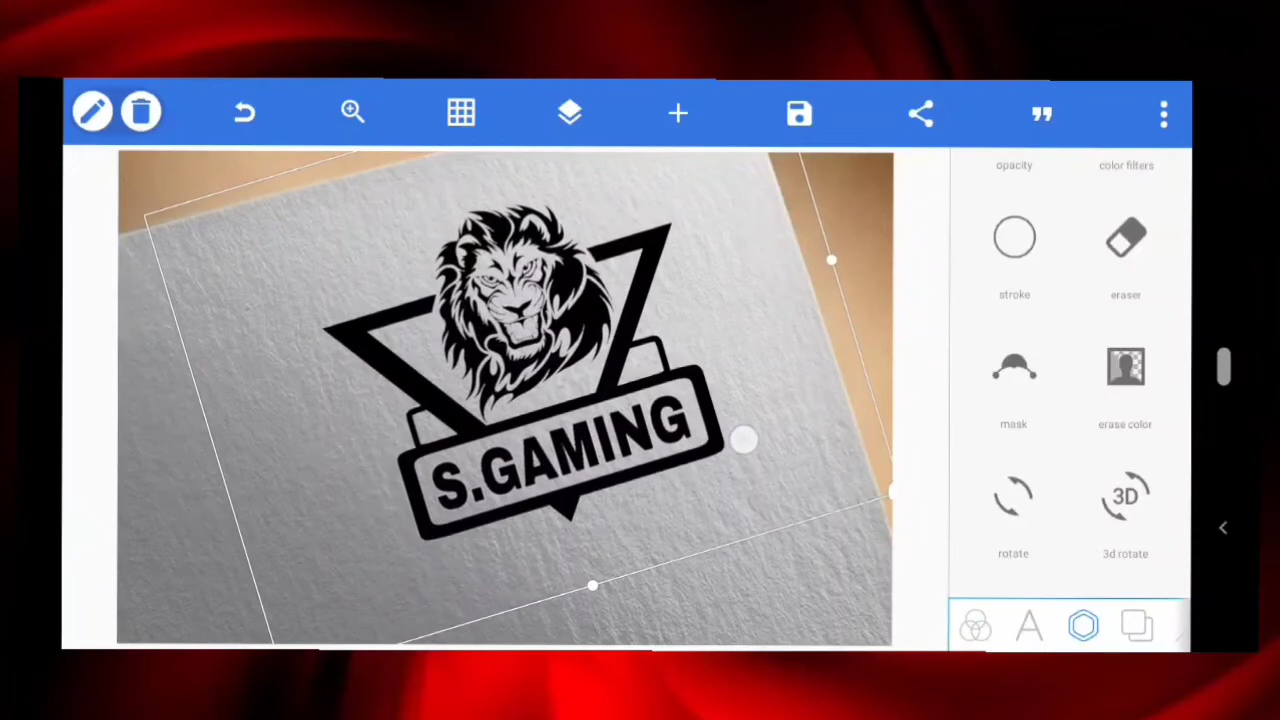 opacity
color filters
stroke
eraser
mask
erase color
3D
rotate
3d rotate
S.GAMING
A